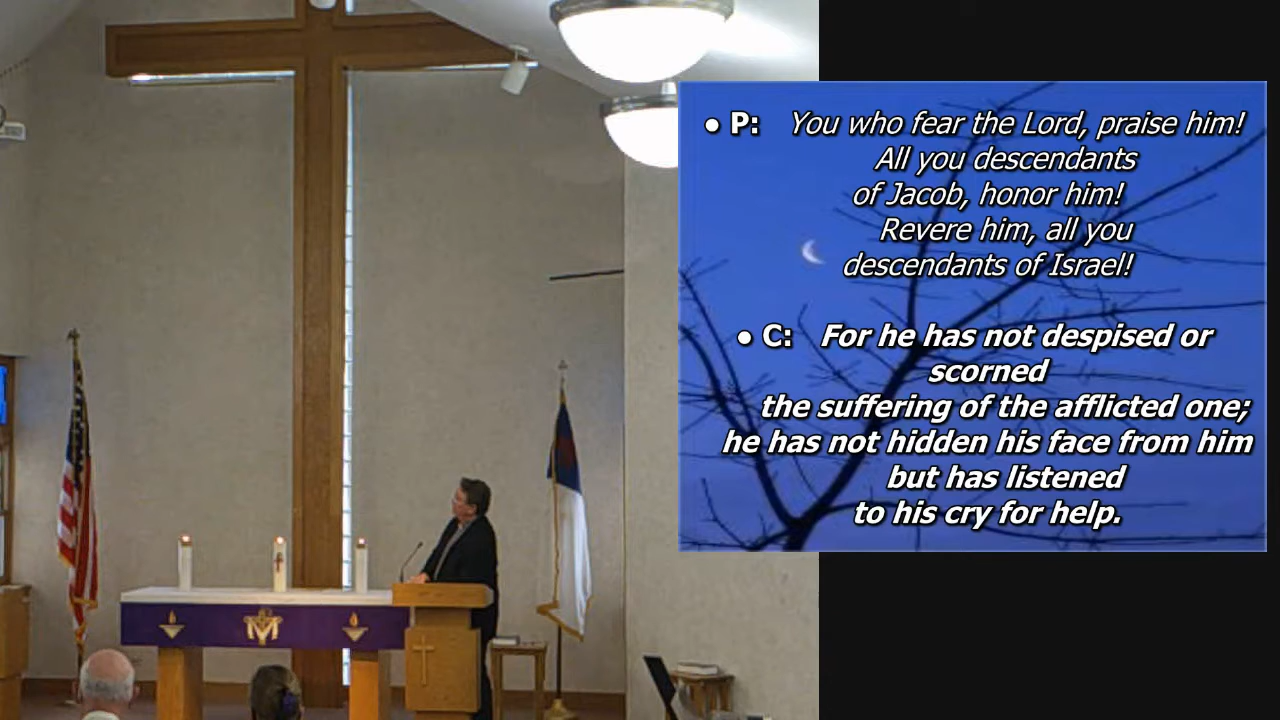 • P: You who fear the Lord, praise him!
All you descendants
of Jacob, honor him!
Revere him, all you
descendants of Israel!
• C: For he has not despised or
scorned
the suffering of the afflicted one;
he has not hidden his face from him
but has listened
to his cry for help.